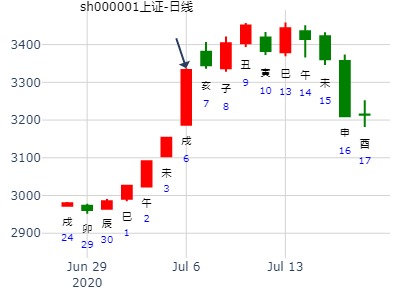 sh000001上证-日线
3400
3300
3200
3100
3000
2900
戌
24
卯
29
辰
30
巳
1
午
2
未
3
戌
6
亥
7
子
8
丑
9
寅
10
巳
13
午
14
未
15
申
16
酉
17
Jun 29
2020
Jul 6
Jul 13